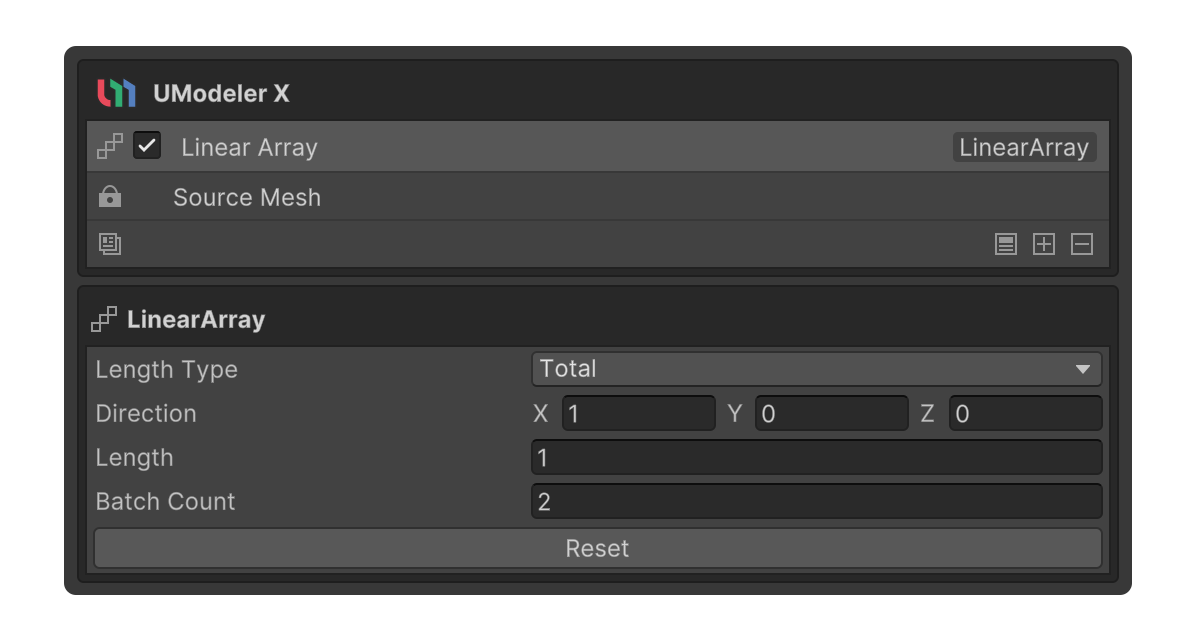 UModeler X
Linear Array LinearArray
Source Mesh
LinearArray
Length Type Total
Direction X 1 Y 0 Z 0
Length 1
Batch Count 2
Reset